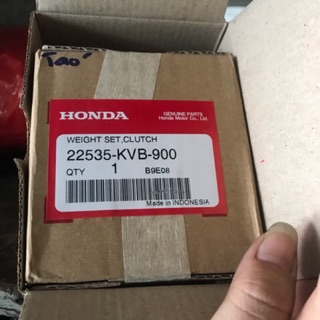 Tao
HONDA
GENUINE PARTS
Honda Motor Co., Ltd.
WEIGHT SET,CLUTCH
22535-KVB-900
QTY 1 B9E08
Made in INDONESIA